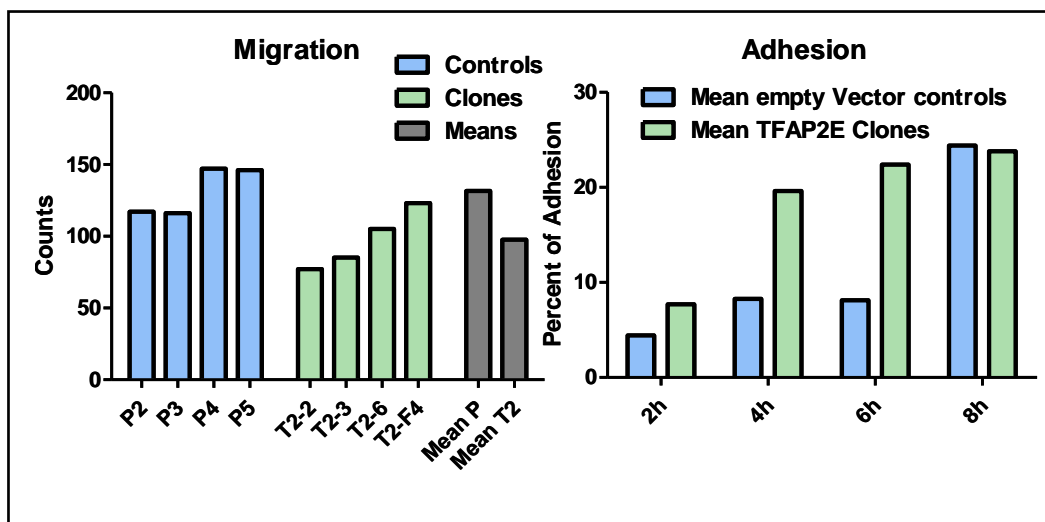 Migration
Controls
Clones
Means
Counts
200
150
100
50
0
P2
P3
P4
P5
T2-2
T2-3
T2-6
T2-F4
Mean P
Mean T2
Adhesion
Mean empty Vector controls
Mean TFAP2E Clones
Percent of Adhesion
30
20
10
0
2h
4h
6h
8h